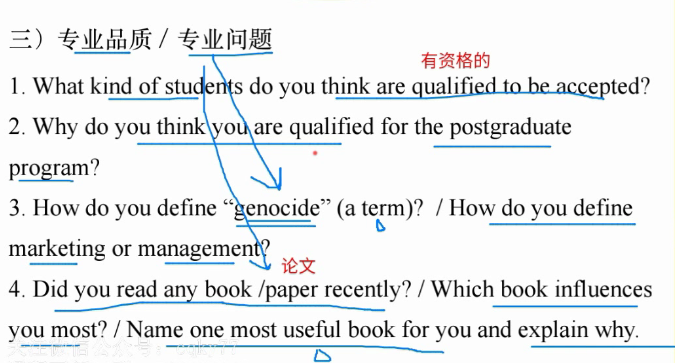 三）专业品质 / 专业问题
有资格的
1. What kind of students do you think are qualified to be accepted?
2. Why do you think you are qualified for the postgraduate
program?
3. How do you define “genocide” (a term)? / How do you define
marketing or management?
论文
4. Did you read any book /paper recently? / Which book influences
you most? / Name one most useful book for you and explain why.